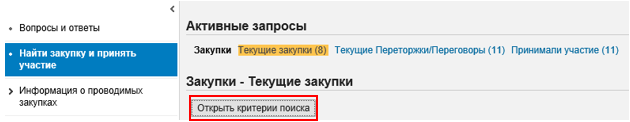 Вопросы и ответы
Найти закупку и принять
участие
Информация о проводимых
закупках
Активные запросы
Закупки Текущие закупки (8) Текущие Переторжки/Переговоры (11) Принимали участие (11)
Закупки - Текущие закупки
Открыть критерии поиска